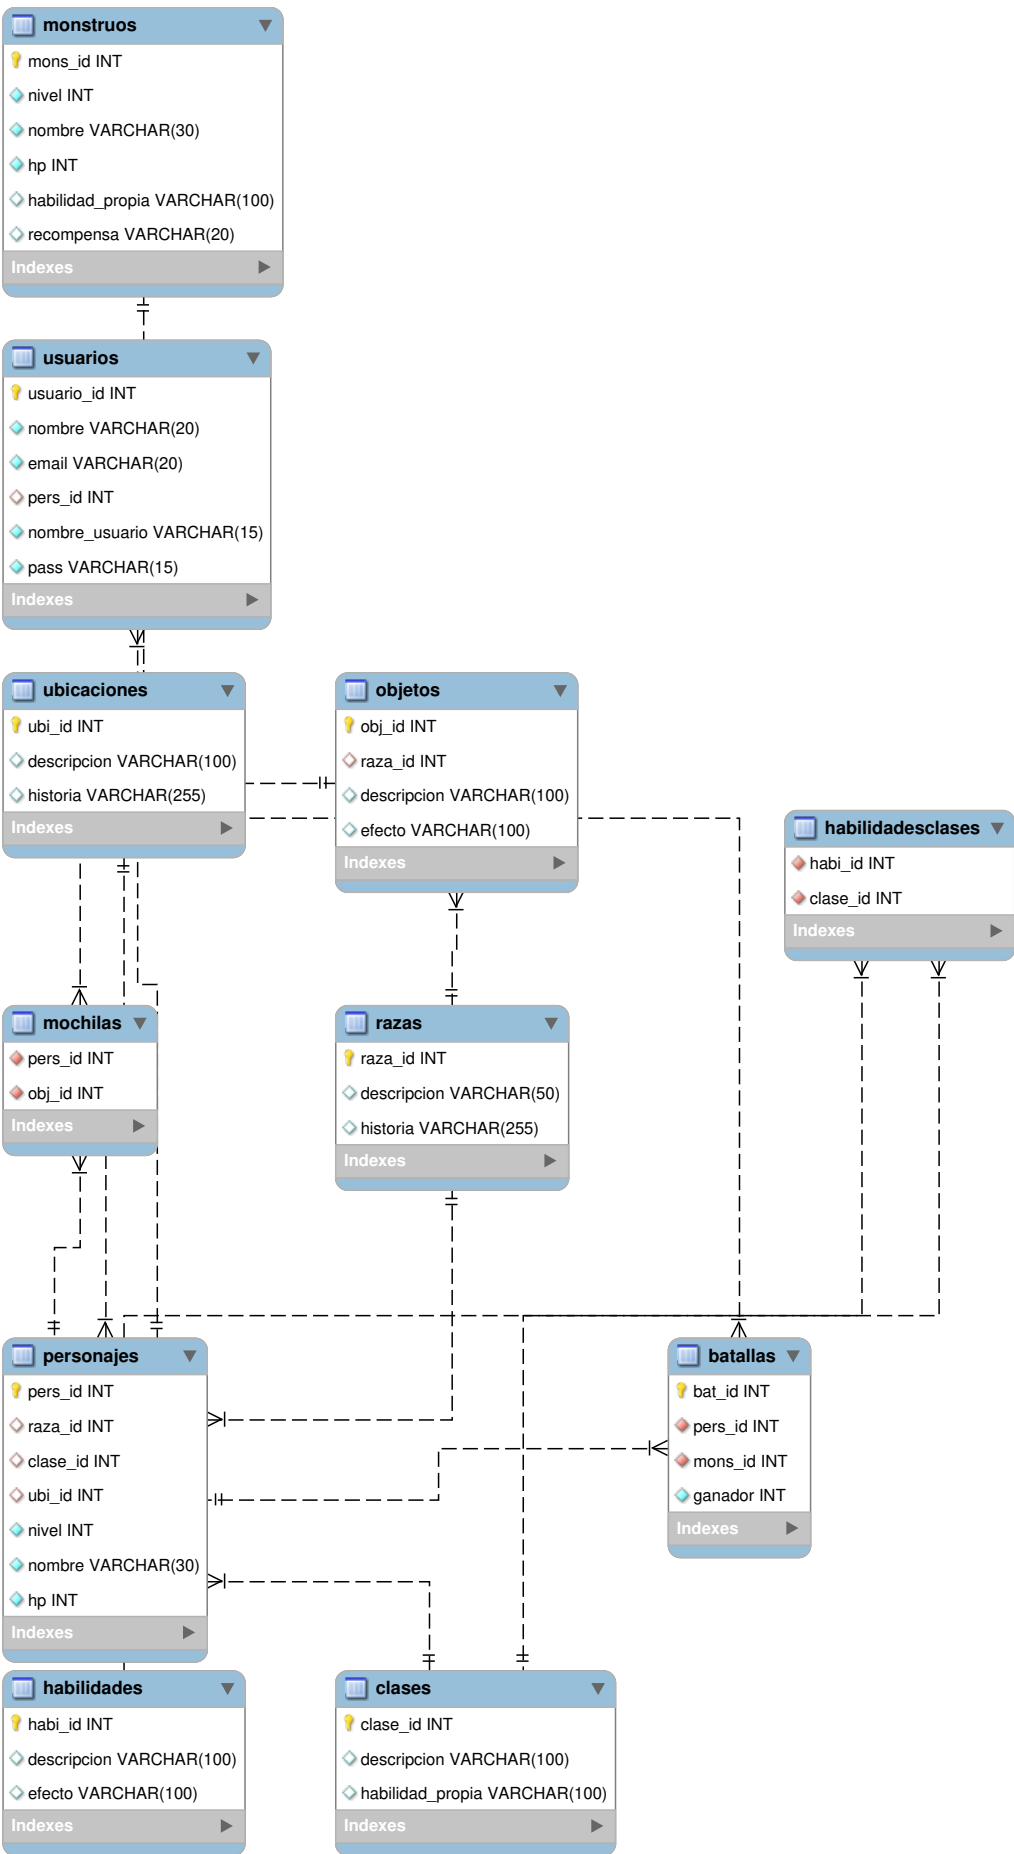 monstruos
mons_id INT
nivel INT
nombre VARCHAR(30)
hp INT
habilidad_propia VARCHAR(100)
recompensa VARCHAR(20)
Indexes
usuarios
usuario_id INT
nombre VARCHAR(20)
email VARCHAR(20)
pers_id INT
nombre_usuario VARCHAR(15)
pass VARCHAR(15)
Indexes
ubicaciones
ubi_id INT
descripcion VARCHAR(100)
historia VARCHAR(255)
Indexes
objetos
obj_id INT
raza_id INT
descripcion VARCHAR(100)
efecto VARCHAR(100)
Indexes
habilidadesclases
habi_id INT
clase_id INT
Indexes
mochilas
pers_id INT
obj_id INT
Indexes
razas
raza_id INT
descripcion VARCHAR(50)
historia VARCHAR(255)
Indexes
personajes
pers_id INT
raza_id INT
clase_id INT
ubi_id INT
nivel INT
nombre VARCHAR(30)
hp INT
Indexes
batallas
bat_id INT
pers_id INT
mons_id INT
ganador INT
Indexes
habilidades
habi_id INT
descripcion VARCHAR(100)
efecto VARCHAR(100)
Indexes
clases
clase_id INT
descripcion VARCHAR(100)
habilidad_propia VARCHAR(100)
Indexes